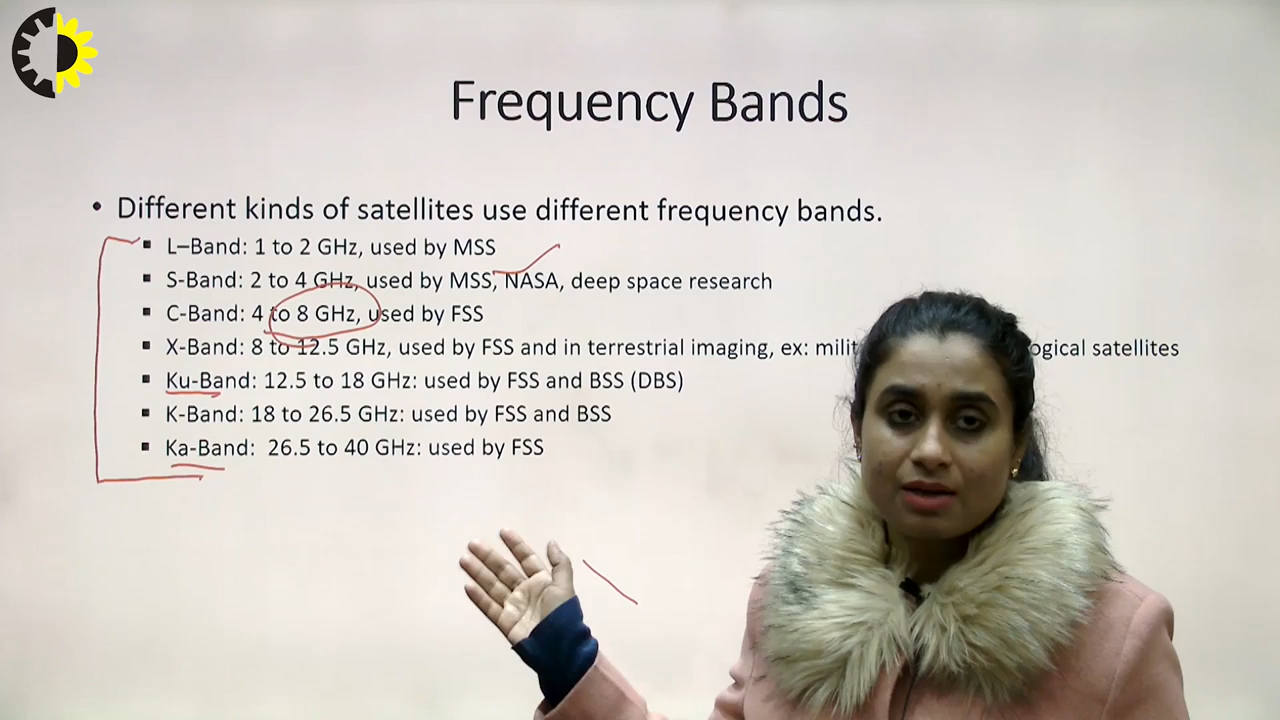 Frequency Bands
• Different kinds of satellites use different frequency bands.
▪ L–Band: 1 to 2 GHz, used by MSS
▪ S-Band: 2 to 4 GHz, used by MSS, NASA, deep space research
▪ C-Band: 4 to 8 GHz, used by FSS
▪ X-Band: 8 to 12.5 GHz, used by FSS and in terrestrial imaging, ex: milit ogical satellites
▪ Ku-Band: 12.5 to 18 GHz: used by FSS and BSS (DBS)
▪ K-Band: 18 to 26.5 GHz: used by FSS and BSS
▪ Ka-Band: 26.5 to 40 GHz: used by FSS